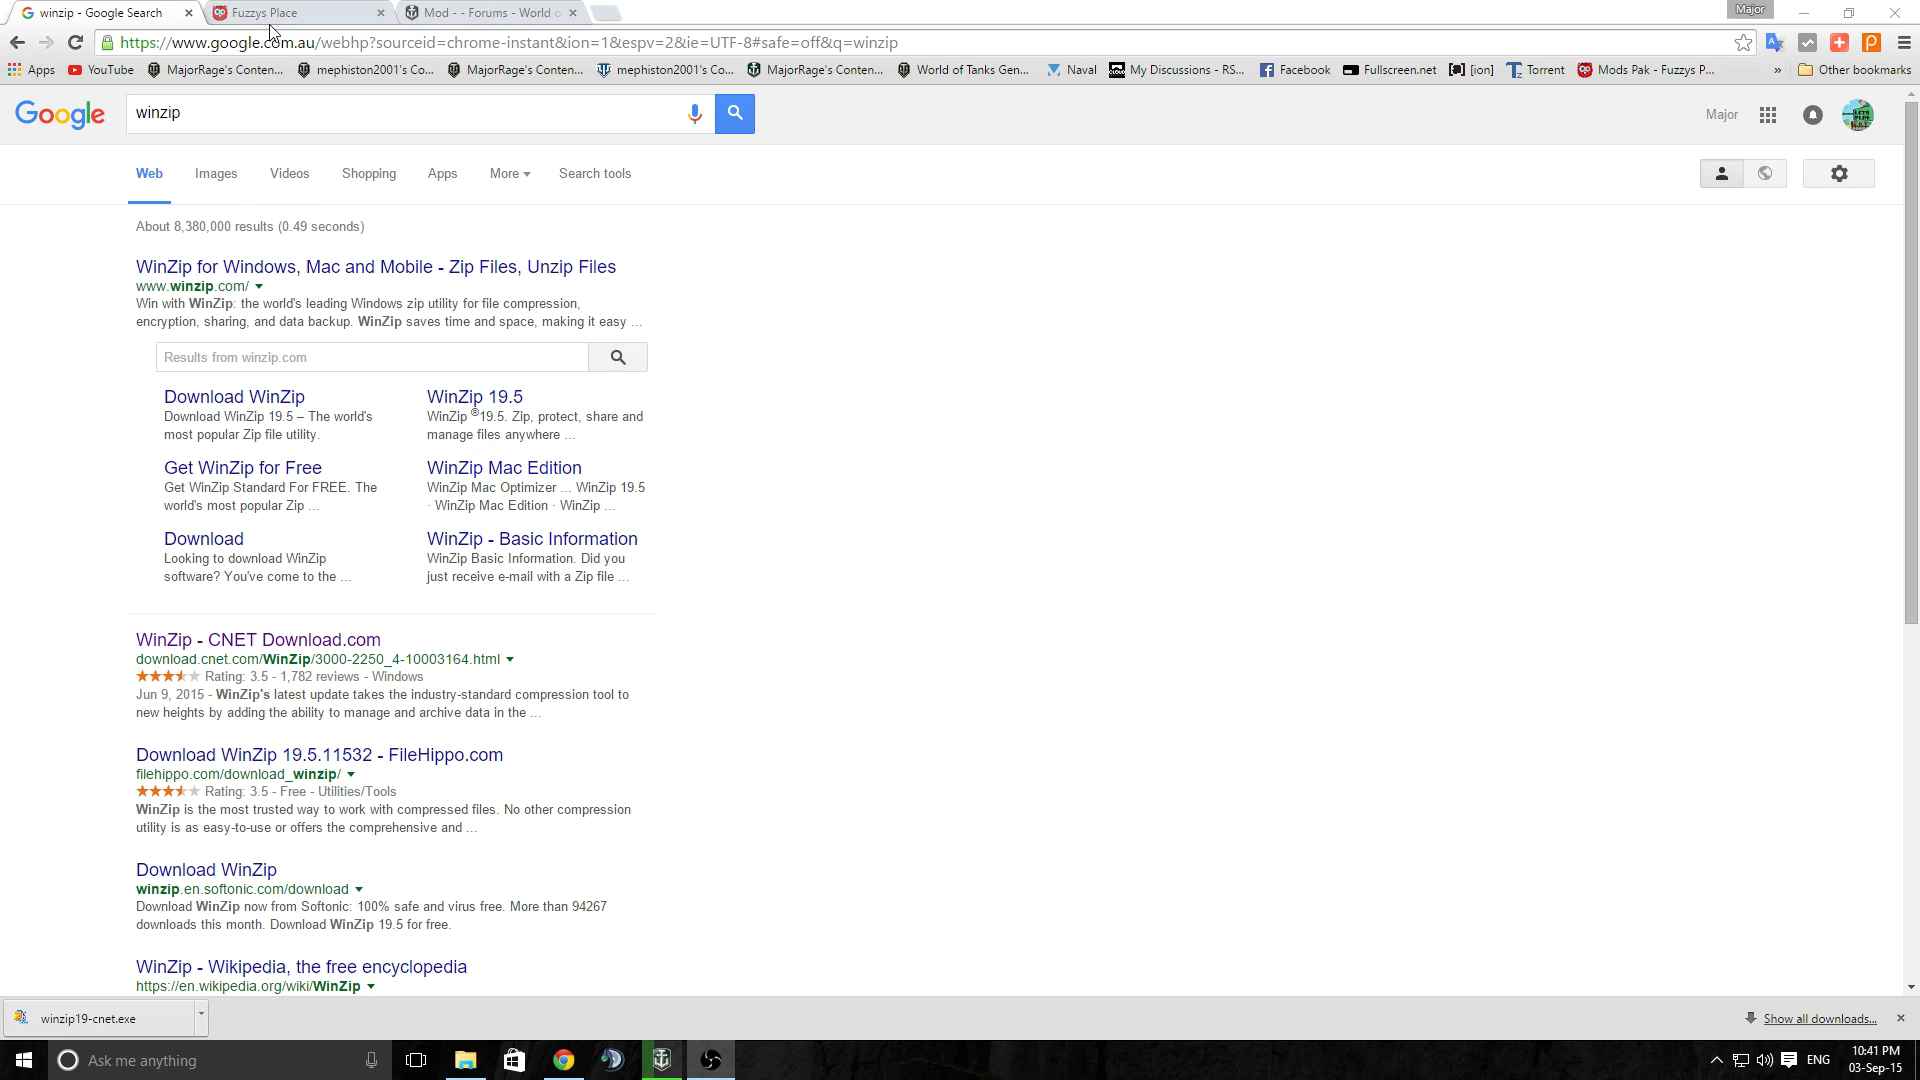 winzip - Google Search
Fuzzys Place
Mod - - Forums - World o
Major
https://www.google.com.au/webhp?sourceid=chrome-instant&ion=1&espv=2&ie=UTF-8#safe=off&q=winzip
Apps
YouTube
MajorRage's Conten...
mephiston2001's Co...
MajorRage's Conten...
mephiston2001's Co...
MajorRage's Conten...
World of Tanks Gen...
Naval
My Discussions - RS...
Facebook
Fullscreen.net
[ion]
Torrent
Mods Pak - Fuzzys P...
»
Other bookmarks
Google
winzip
Major
Web
Images
Videos
Shopping
Apps
More
Search tools
About 8,380,000 results (0.49 seconds)
WinZip for Windows, Mac and Mobile - Zip Files, Unzip Files
www.winzip.com/
Win with WinZip: the world's leading Windows zip utility for file compression,
encryption, sharing, and data backup. WinZip saves time and space, making it easy ...
Results from winzip.com
Download WinZip
Download WinZip 19.5 – The world's
most popular Zip file utility.
WinZip 19.5
WinZip ®19.5. Zip, protect, share and
manage files anywhere ...
Get WinZip for Free
Get WinZip Standard For FREE. The
world's most popular Zip ...
WinZip Mac Edition
WinZip Mac Optimizer ... WinZip 19.5
· WinZip Mac Edition · WinZip ...
Download
Looking to download WinZip
software? You've come to the ...
WinZip - Basic Information
WinZip Basic Information. Did you
just receive e-mail with a Zip file ...
WinZip - CNET Download.com
download.cnet.com/WinZip/3000-2250_4-10003164.html
Rating: 3.5 - 1,782 reviews - Windows
Jun 9, 2015 - WinZip's latest update takes the industry-standard compression tool to
new heights by adding the ability to manage and archive data in the ...
Download WinZip 19.5.11532 - FileHippo.com
filehippo.com/download_winzip/
Rating: 3.5 - Free - Utilities/Tools
WinZip is the most trusted way to work with compressed files. No other compression
utility is as easy-to-use or offers the comprehensive and ...
Download WinZip
winzip.en.softonic.com/download
Download WinZip now from Softonic: 100% safe and virus free. More than 94267
downloads this month. Download WinZip 19.5 for free.
WinZip - Wikipedia, the free encyclopedia
https://en.wikipedia.org/wiki/WinZip
winzip19-cnet.exe
Show all downloads...
Ask me anything
ENG
10:41 PM
03-Sep-15